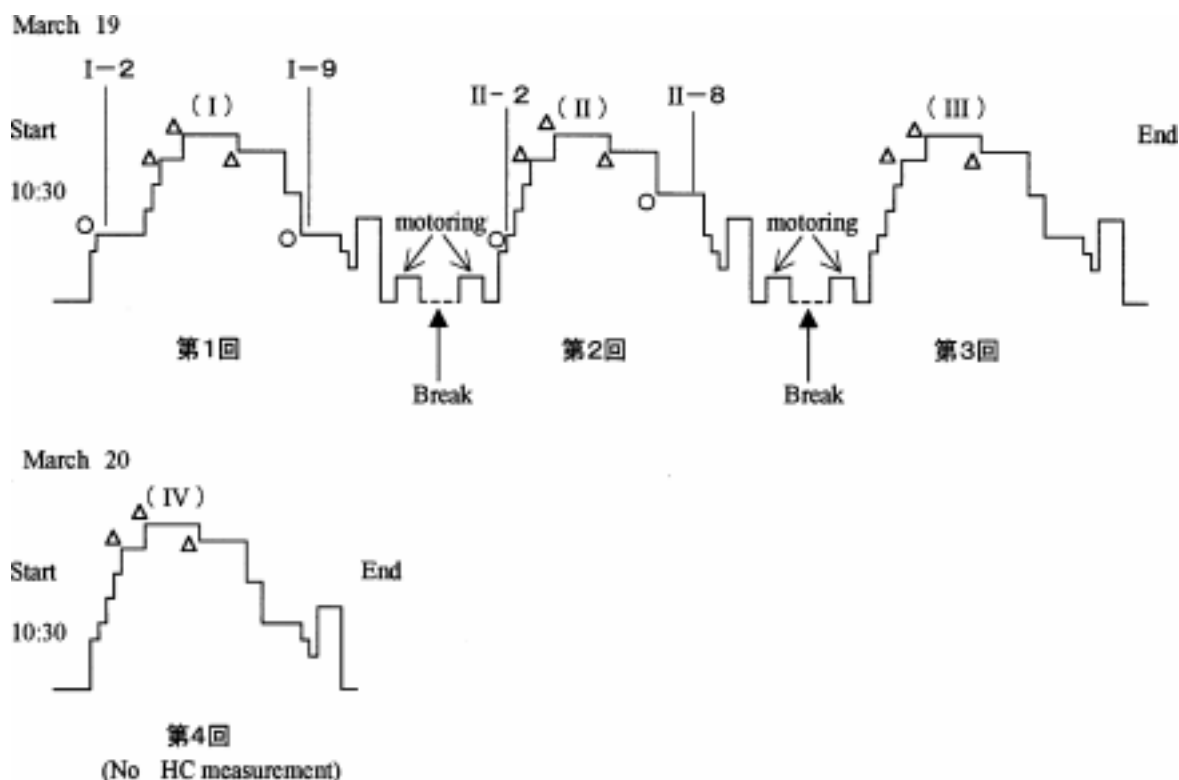 March 19
I-2
I-9
II-2
II-8
(I)
(II)
(III)
Start
End
10:30
motoring
motoring
第1回
第2回
第3回
Break
Break
March 20
(IV)
Start
End
10:30
第4回
(No HC measurement)